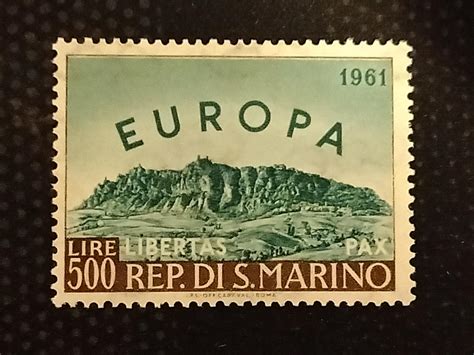 1961
EUROPA
LIBERTAS PAX
LIRE
500 REP. DI S. MARINO